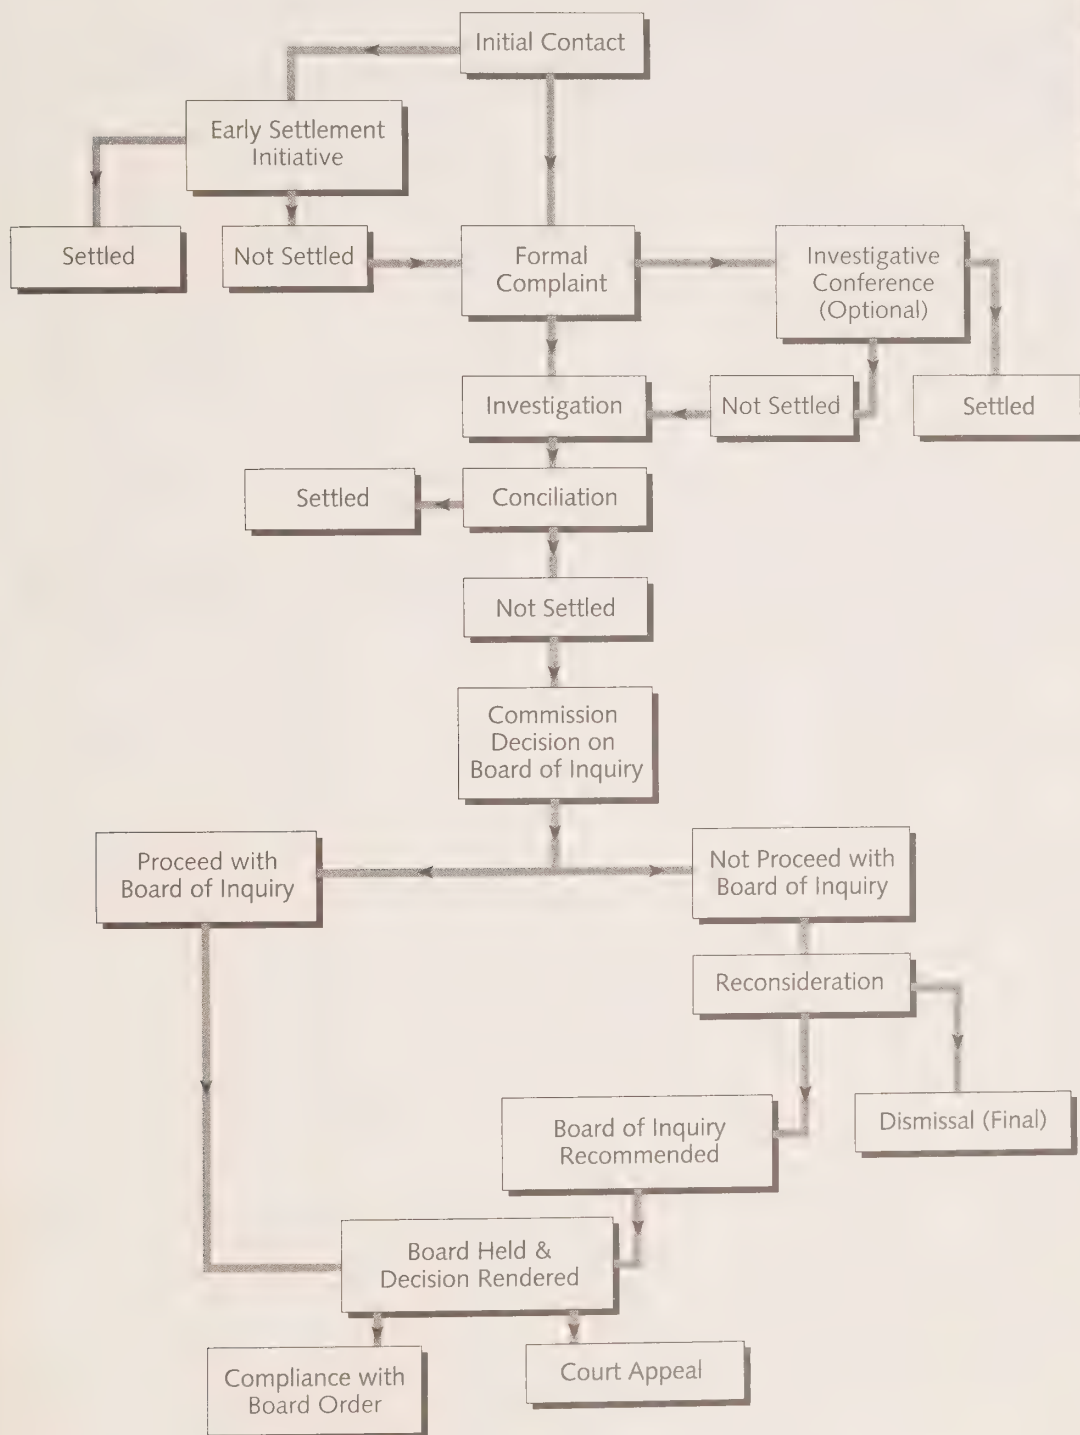 Initial Contact
Early Settlement
Initiative
Settled
Not Settled
Formal
Complaint
Investigative
Conference
(Optional)
Investigation
Not Settled
Settled
Settled
Conciliation
Not Settled
Commission
Decision on
Board of Inquiry
Proceed with
Board of Inquiry
Not Proceed with
Board of Inquiry
Reconsideration
Dismissal (Final)
Board of Inquiry
Recommended
Board Held &
Decision Rendered
Compliance with
Board Order
Court Appeal